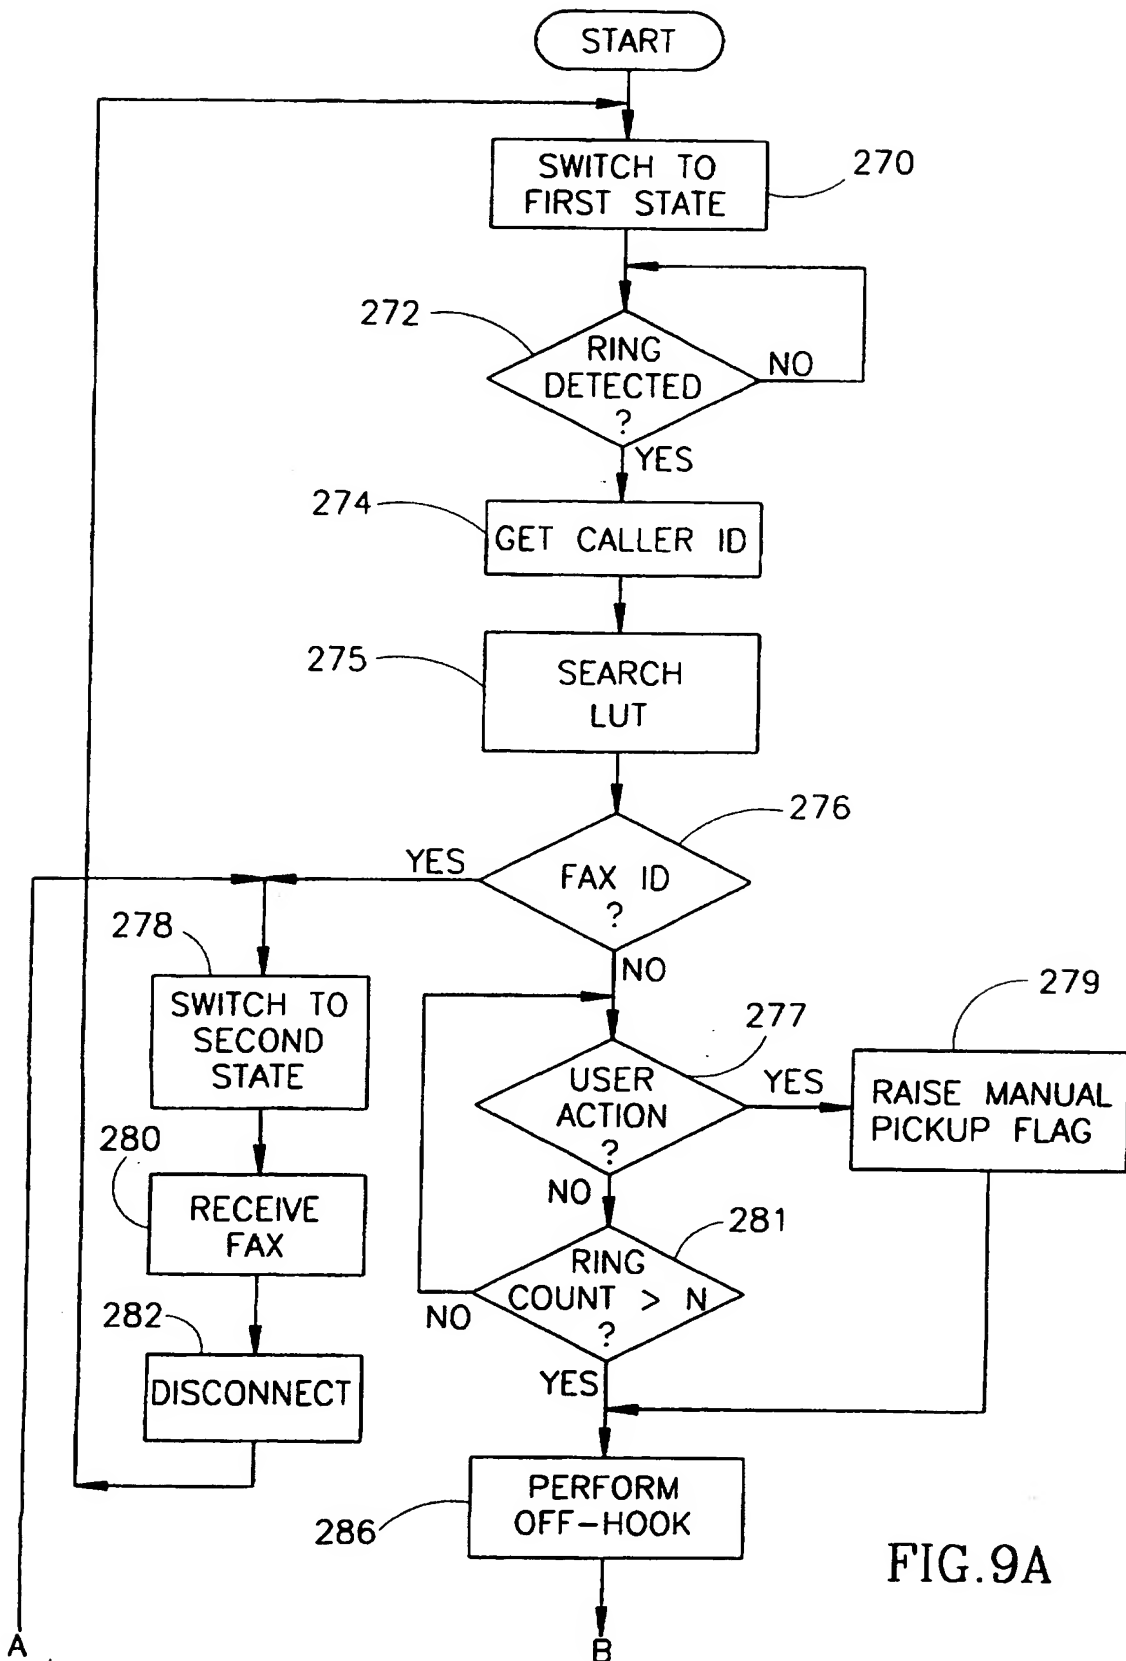 START
SWITCH TO
FIRST STATE
270
272
RING
DETECTED
?
NO
YES
274
GET CALLER ID
275
SEARCH
LUT
276
YES
FAX ID
?
NO
278
SWITCH TO
SECOND
STATE
277
279
USER
ACTION
?
YES
RAISE MANUAL
PICKUP FLAG
NO
280
RECEIVE
FAX
281
RING
COUNT > N
?
NO
YES
282
DISCONNECT
PERFORM
OFF-HOOK
286
FIG.9A
A
B